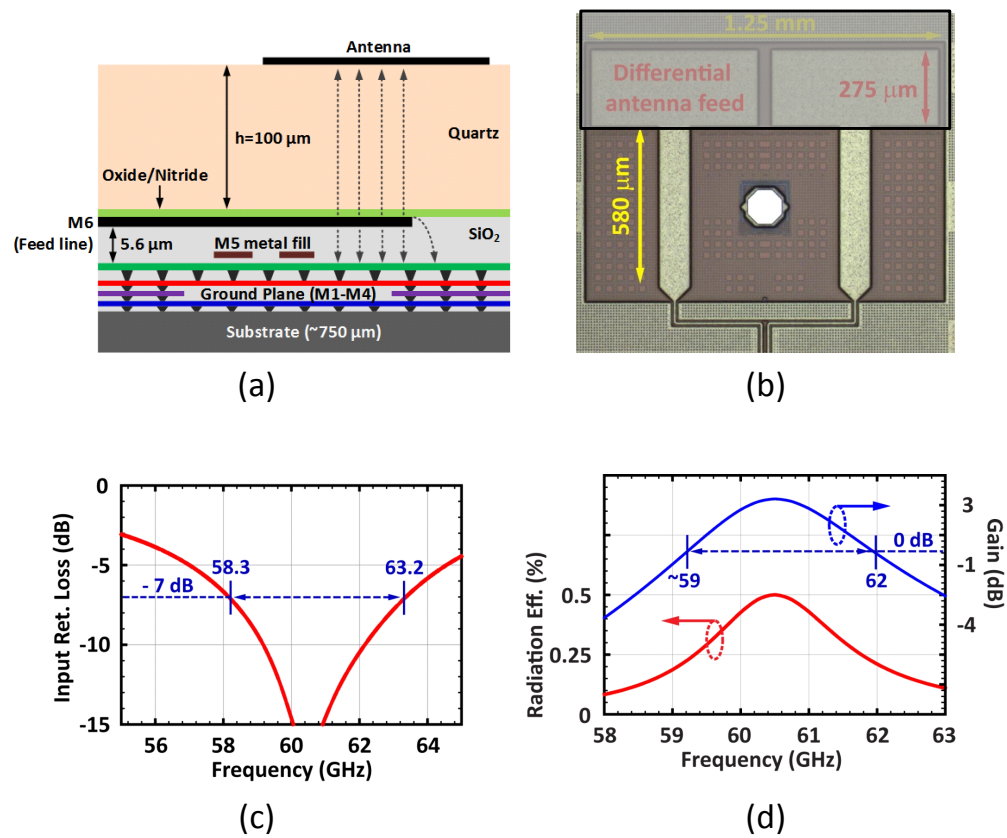 Antenna
h=100 μm
Quartz
Oxide/Nitride
M6
(Feed line)
5.6 μm
SiO₂
M5 metal fill
Ground Plane (M1-M4)
Substrate (~750 μm)
(a)
1.25 mm
Differential
antenna feed
275 μm
580 μm
(b)
Input Ret. Loss (dB)
0
-5
-10
-15
- 7 dB
58.3
63.2
56
58
60
62
64
Frequency (GHz)
(c)
Radiation Eff. (%)
0.5
0.25
0
3
-1
-4
Gain (dB)
0 dB
~59
62
58
59
60
61
62
63
Frequency (GHz)
(d)